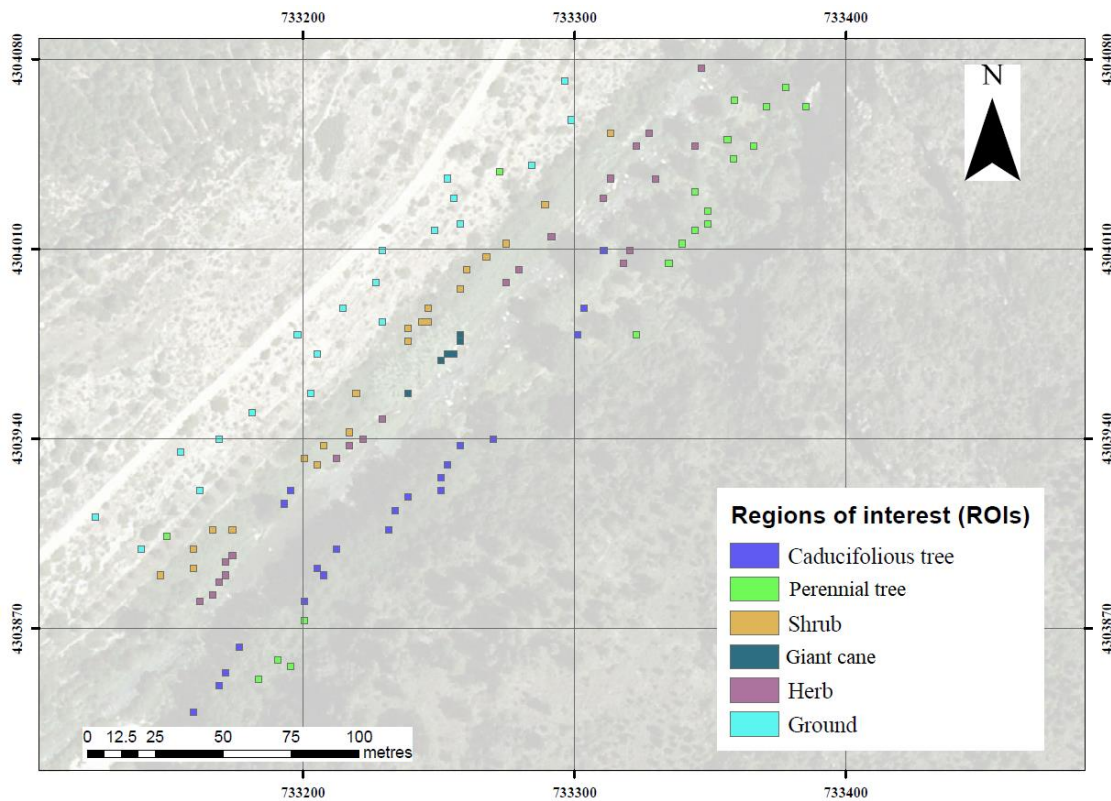 733200 733300 733400
4304080 4304080
N
4304010 4304010
4303940 4303940
Regions of interest (ROIs)
Caducifolious tree
Perennial tree
Shrub
Giant cane
Herb
Ground
4303870 4303870
0 12.5 25 50 75 100
metres
733200 733300 733400